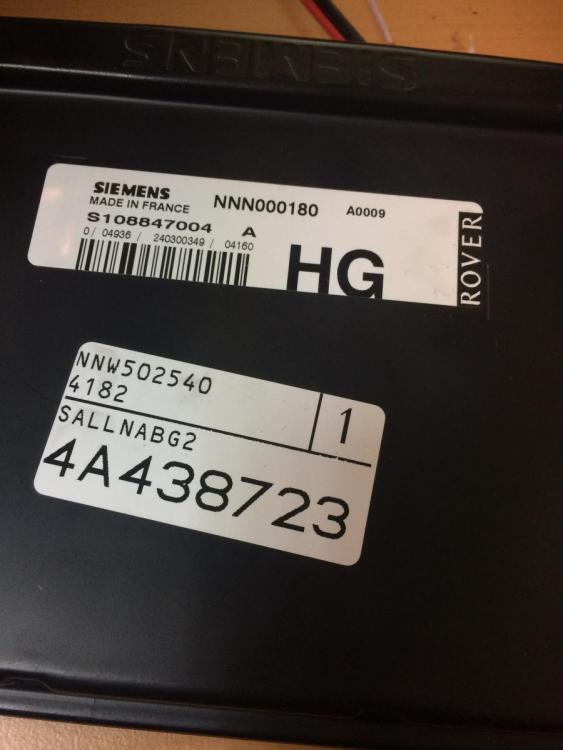 SIEMENS
SIEMENS
MADE IN FRANCE
NNN000180
A0009
S108847004 A
0/ 04936 / 240300349 / 04160
HG
ROVER
NNW502540
4182
1
SALLNABG2
4A438723